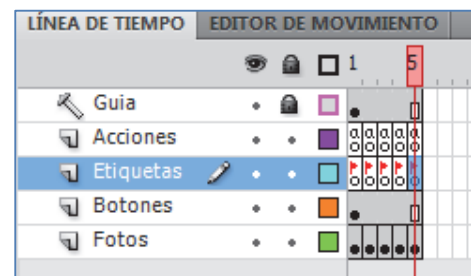 LÍNEA DE TIEMPO EDITOR DE MOVIMIENTO
1 5
Guia
Acciones
a a a a a
Etiquetas
Botones
Fotos